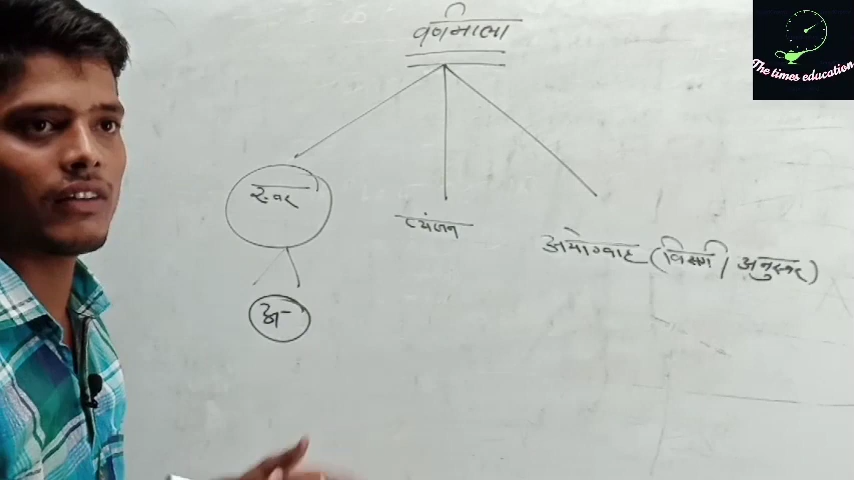 वर्णमाला
The times education
स्वर
व्यंजन
अयोगवाह (विसर्ग / अनुस्वार)
अ